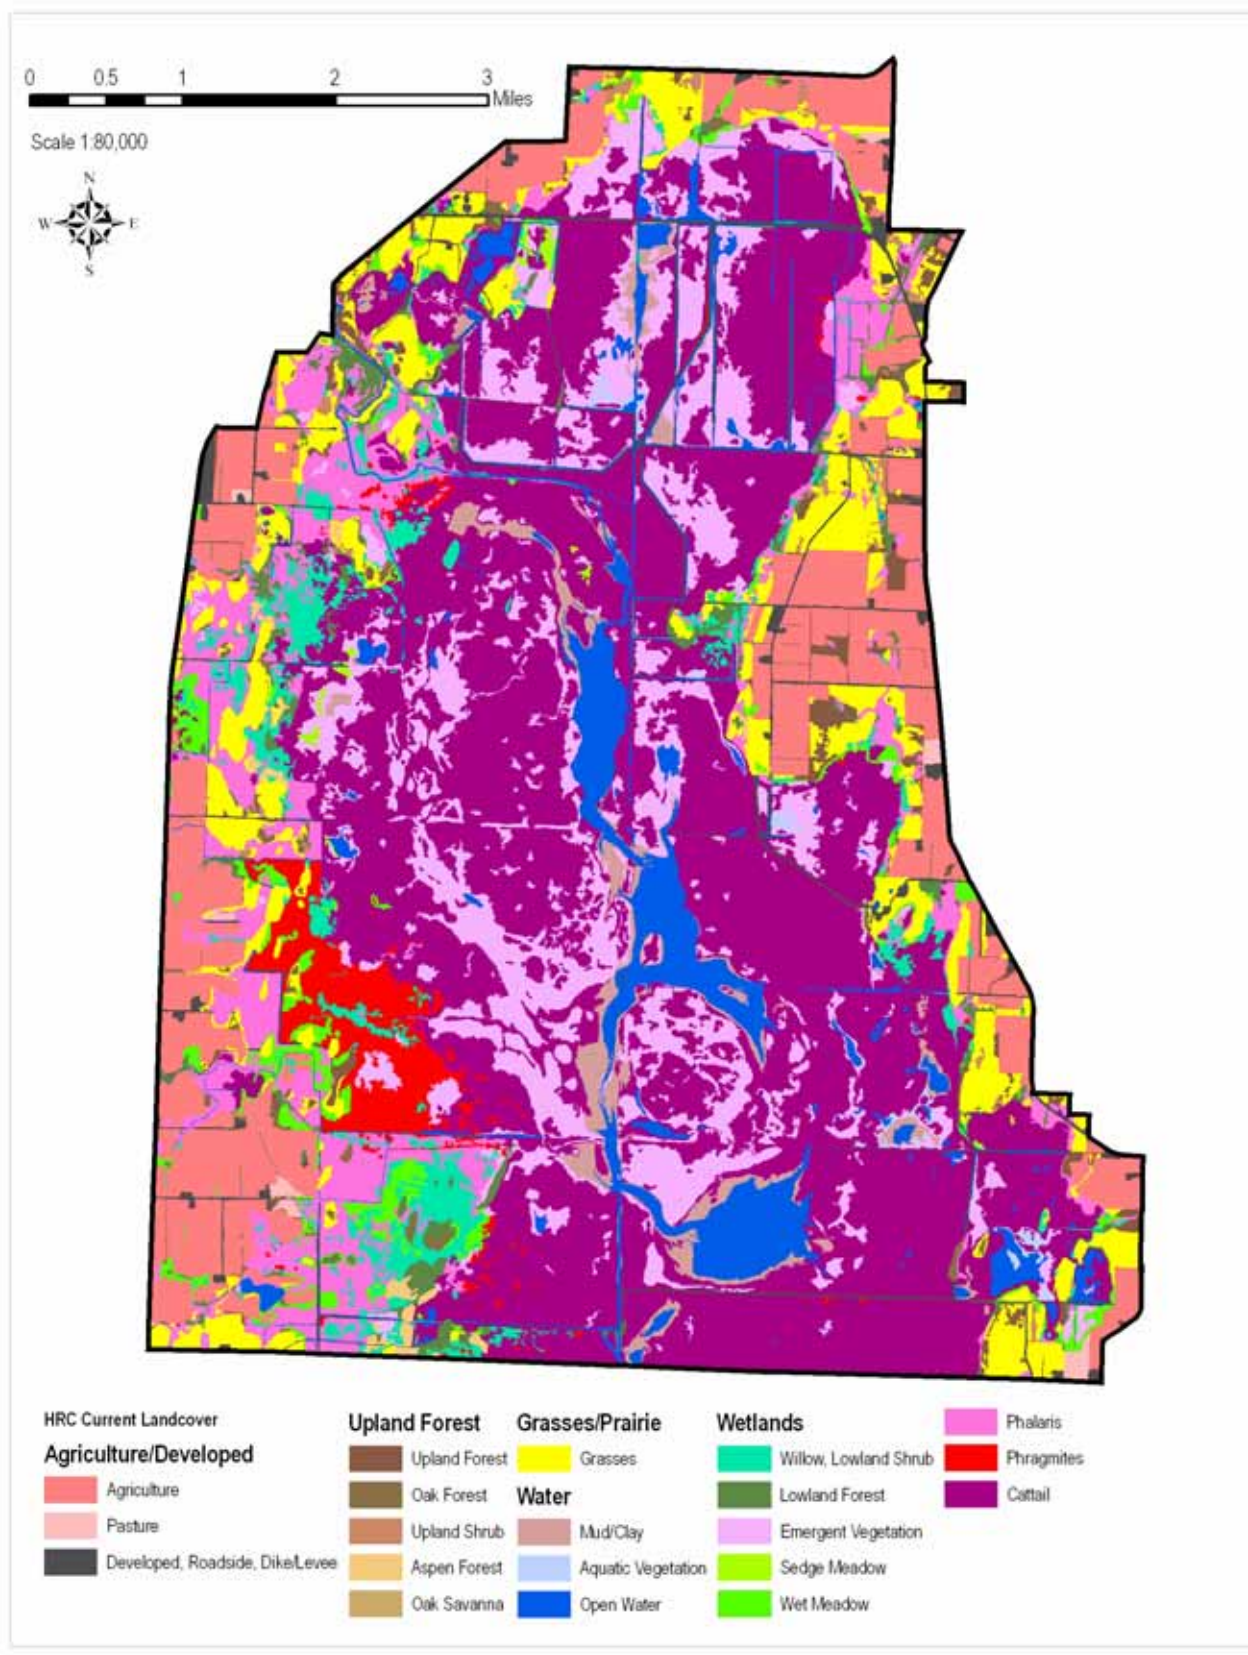 0 0.5 1 2 3
Miles
Scale 1:80,000
N
W E
S
HRC Current Landcover
Agriculture/Developed
Agriculture
Pasture
Developed, Roadside, Dike/Levee
Upland Forest
Upland Forest
Oak Forest
Upland Shrub
Aspen Forest
Oak Savanna
Grasses/Prairie
Grasses
Water
Mud/Clay
Aquatic Vegetation
Open Water
Wetlands
Willow, Lowland Shrub
Lowland Forest
Emergent Vegetation
Sedge Meadow
Wet Meadow
Phalaris
Phragmites
Cattail